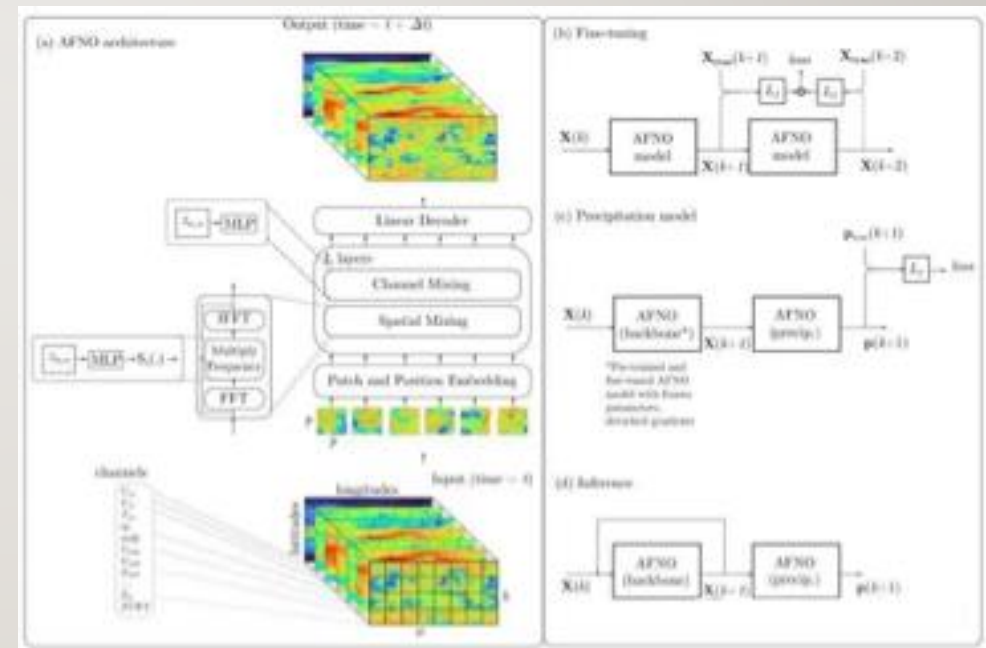 (a) AFNO architecture
Output (time = t + Δt)
Linear Decoder
L layers
Channel Mixing
Spatial Mixing
Patch and Position Embedding
MLP
IFFT
Multiply
Frequency
FFT
MLP
p
p
Input (time = t)
channels
longitudes
latitudes
h
(b) Fine-tuning
loss
X(k)
AFNO
model
X(k+1)
AFNO
model
X(k+2)
(c) Precipitation model
loss
X(k)
AFNO
(backbone*)
X(k+1)
AFNO
(precip.)
p(k+1)
*Pre-trained and
fine-tuned AFNO
model with frozen
parameters,
detached gradients
(d) Inference
X(k)
AFNO
(backbone)
X(k+1)
AFNO
(precip.)
p(k+1)